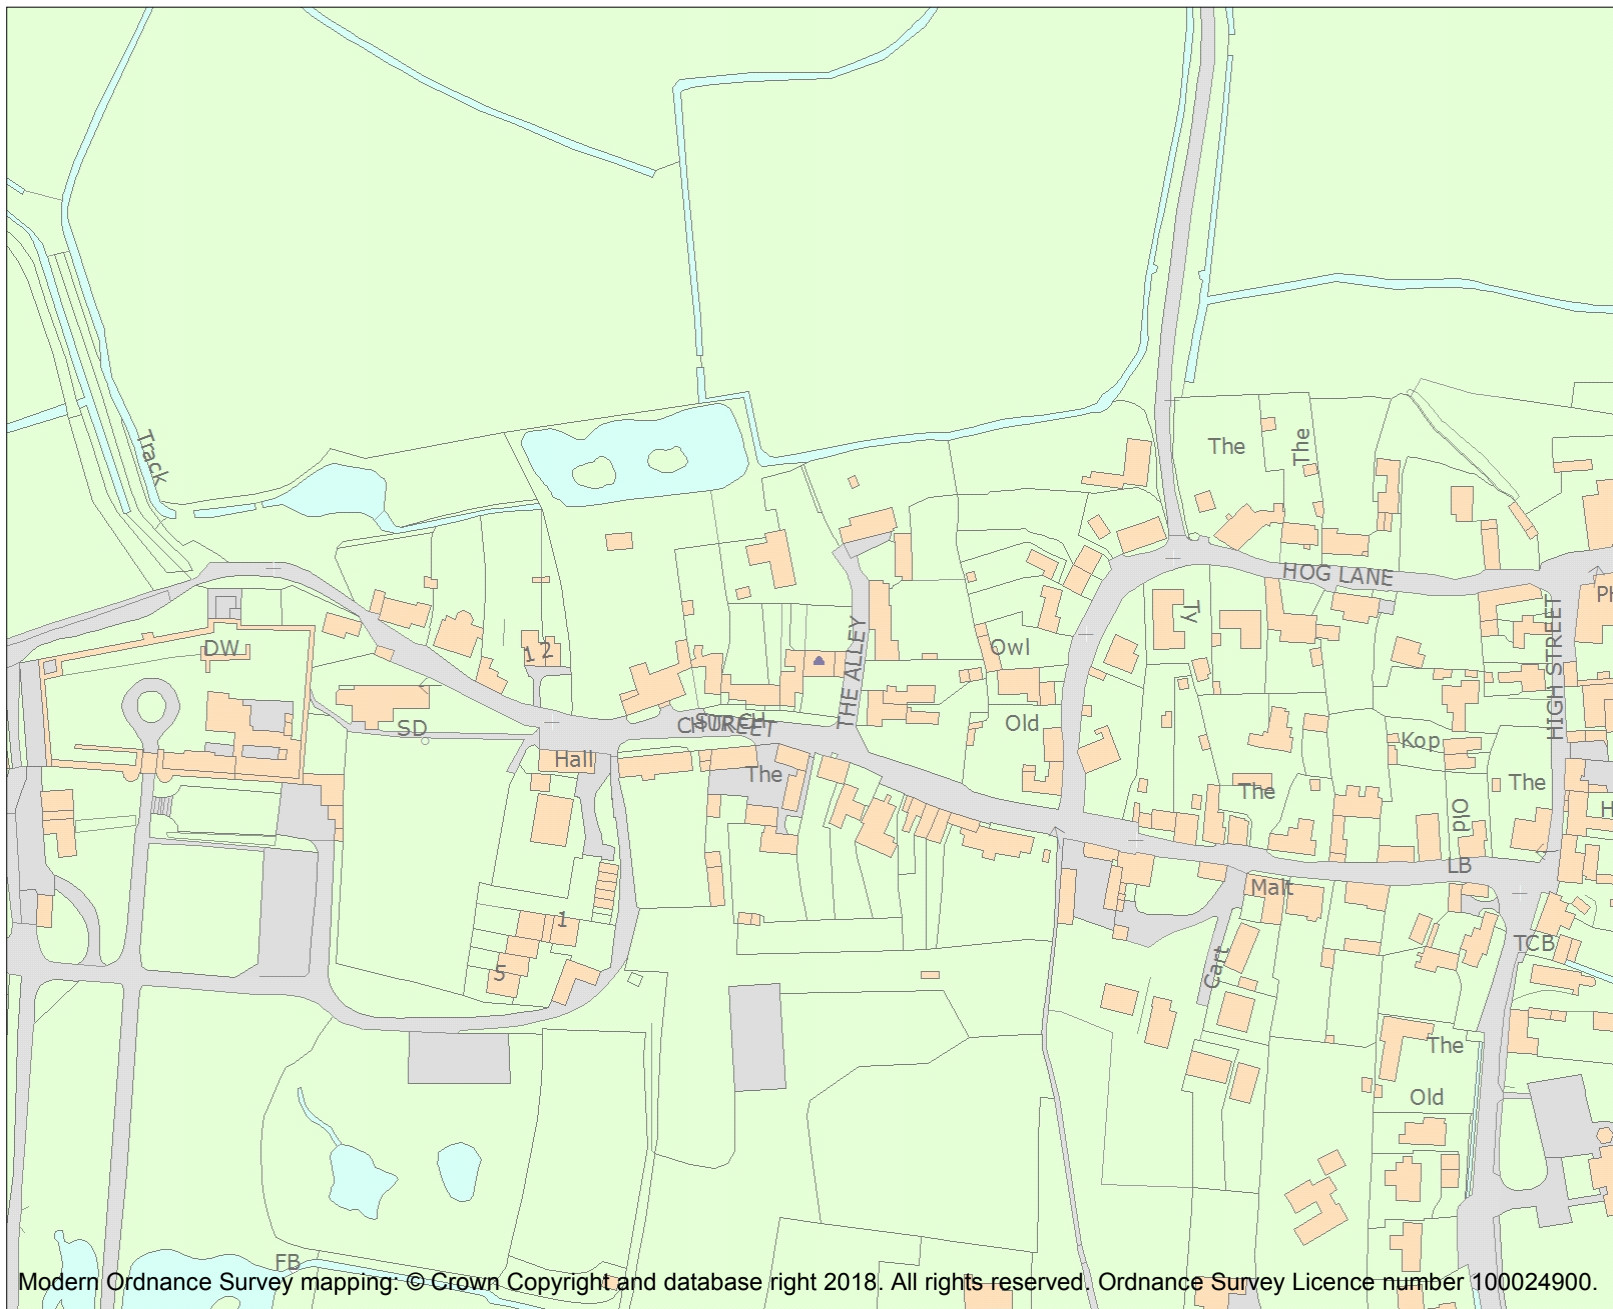 Track
The
The
HOG LANE
Ty
HIGH STREET
DW
1 2
THE ALLEY
Owl
SD
CHURCH
STREET
Old
Kop
Hall
The
The
The
Old
LB
Malt
1
5
TCB
Cart
The
Old
FB
Modern Ordnance Survey mapping: © Crown Copyright and database right 2018. All rights reserved. Ordnance Survey Licence number 100024900.